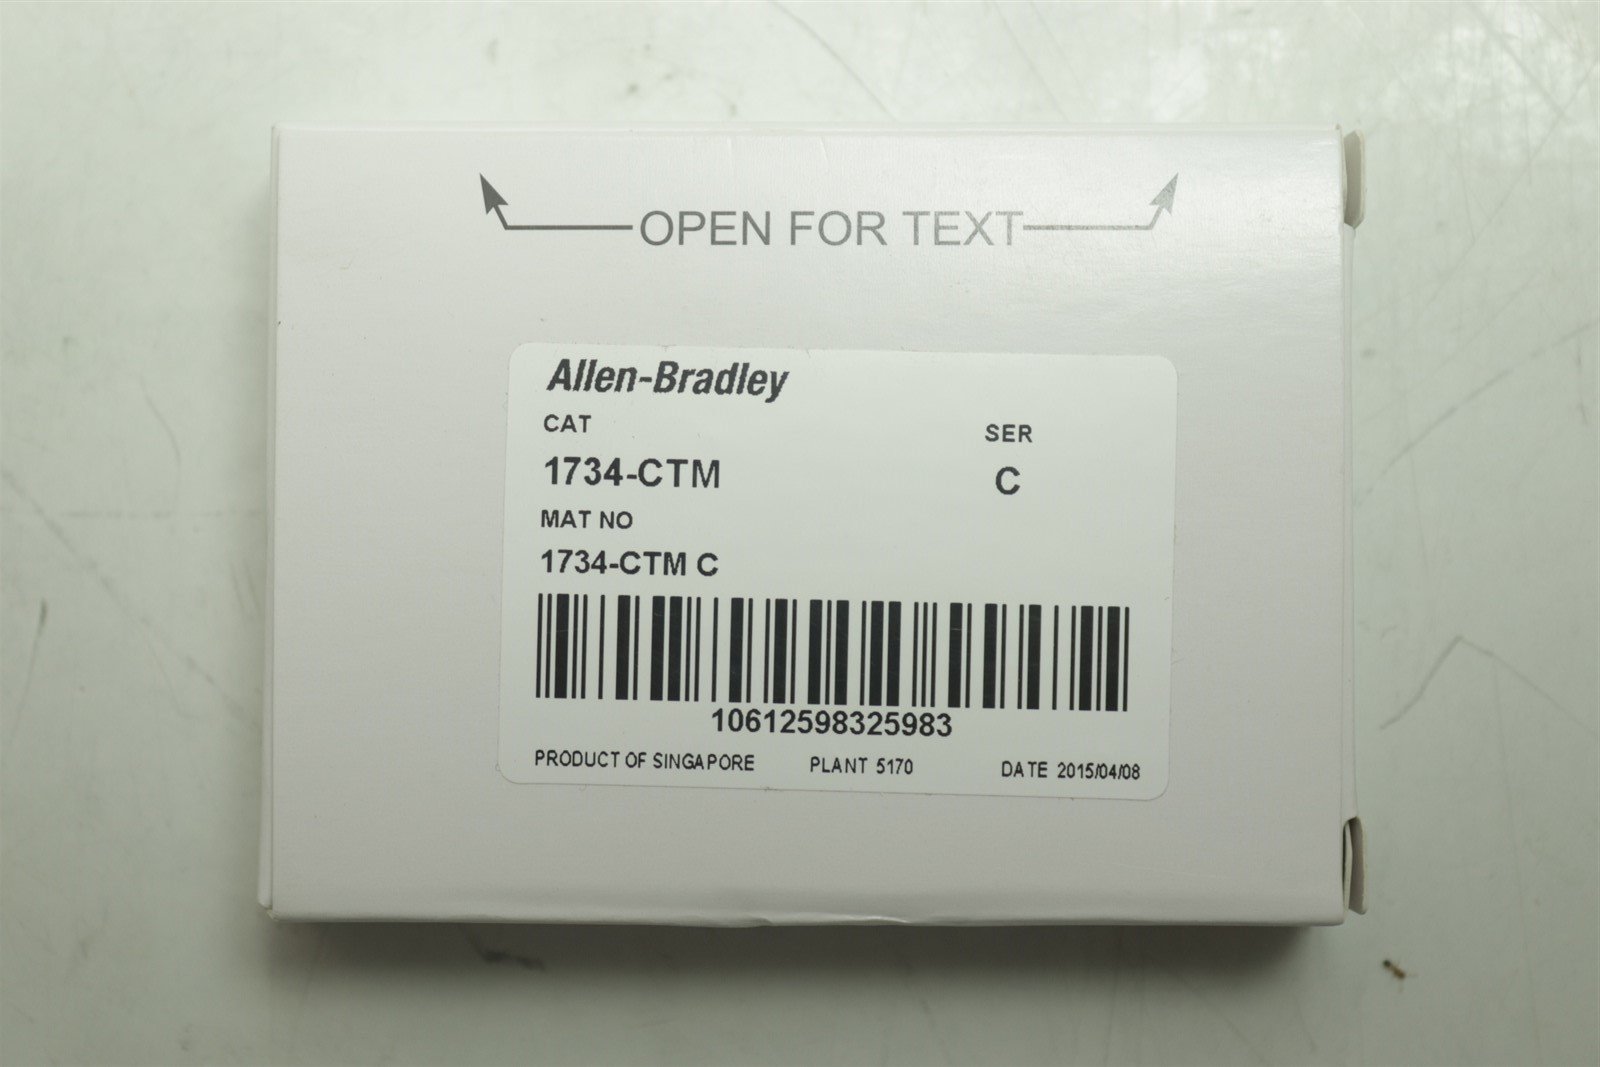 OPEN FOR TEXT
Allen-Bradley
CAT
SER
1734-CTM
C
MAT NO
1734-CTM C
10612598325983
PRODUCT OF SINGAPORE PLANT 5170 DATE 2015/04/08